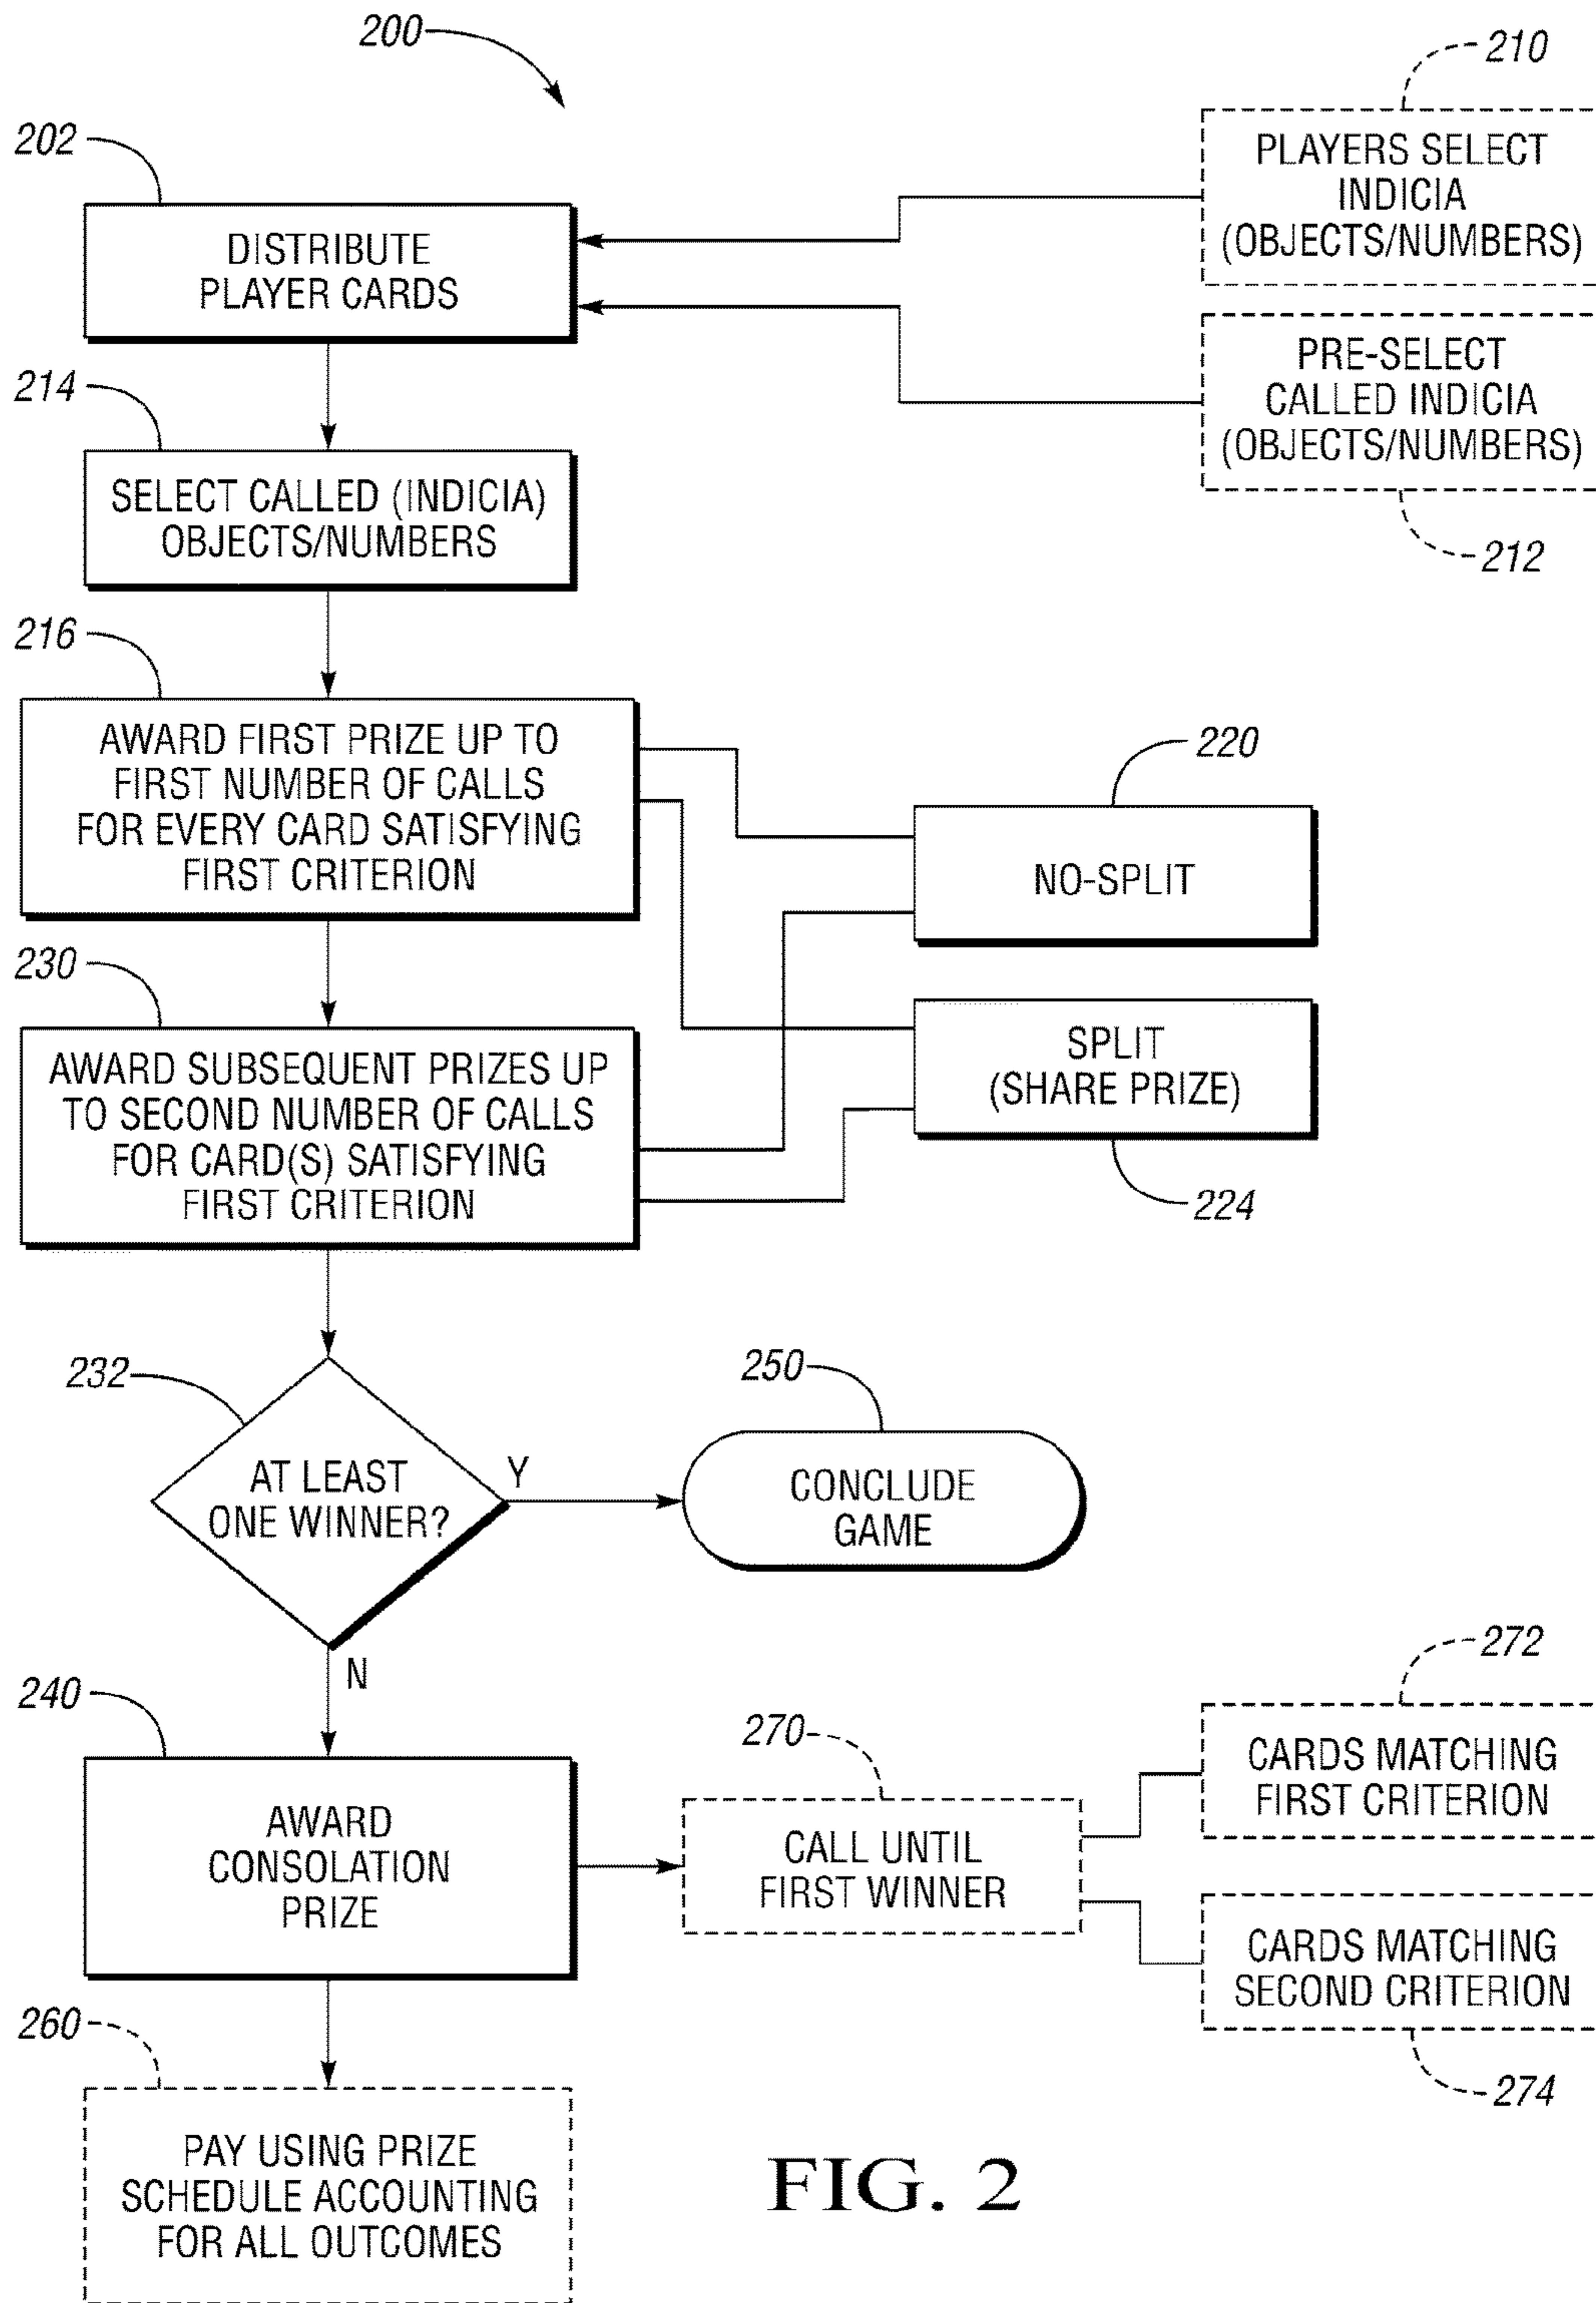 200
210
PLAYERS SELECT
INDICIA
(OBJECTS/NUMBERS)
202
DISTRIBUTE
PLAYER CARDS
PRE-SELECT
CALLED INDICIA
(OBJECTS/NUMBERS)
212
214
SELECT CALLED (INDICIA)
OBJECTS/NUMBERS
216
AWARD FIRST PRIZE UP TO
FIRST NUMBER OF CALLS
FOR EVERY CARD SATISFYING
FIRST CRITERION
220
NO-SPLIT
230
AWARD SUBSEQUENT PRIZES UP
TO SECOND NUMBER OF CALLS
FOR CARD(S) SATISFYING
FIRST CRITERION
SPLIT
(SHARE PRIZE)
224
232
AT LEAST
ONE WINNER?
Y
250
CONCLUDE
GAME
N
240
AWARD
CONSOLATION
PRIZE
270
CALL UNTIL
FIRST WINNER
272
CARDS MATCHING
FIRST CRITERION
CARDS MATCHING
SECOND CRITERION
274
260
PAY USING PRIZE
SCHEDULE ACCOUNTING
FOR ALL OUTCOMES
FIG. 2